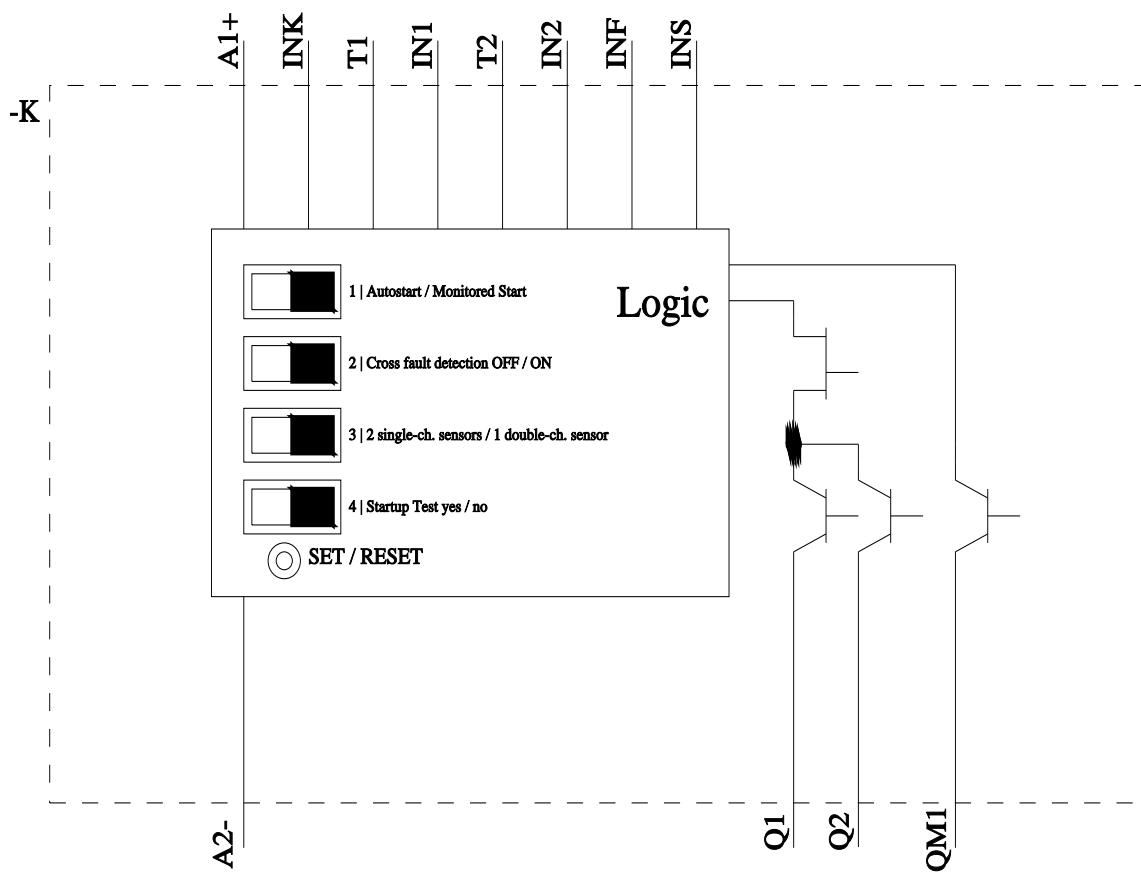 A1+
INK
T1
IN1
T2
IN2
INF
INS
-K
Logic
1 | Autostart / Monitored Start
2 | Cross fault detection OFF / ON
3 | 2 single-ch. sensors / 1 double-ch. sensor
4 | Startup Test yes / no
SET / RESET
A2-
Q1
Q2
QM1